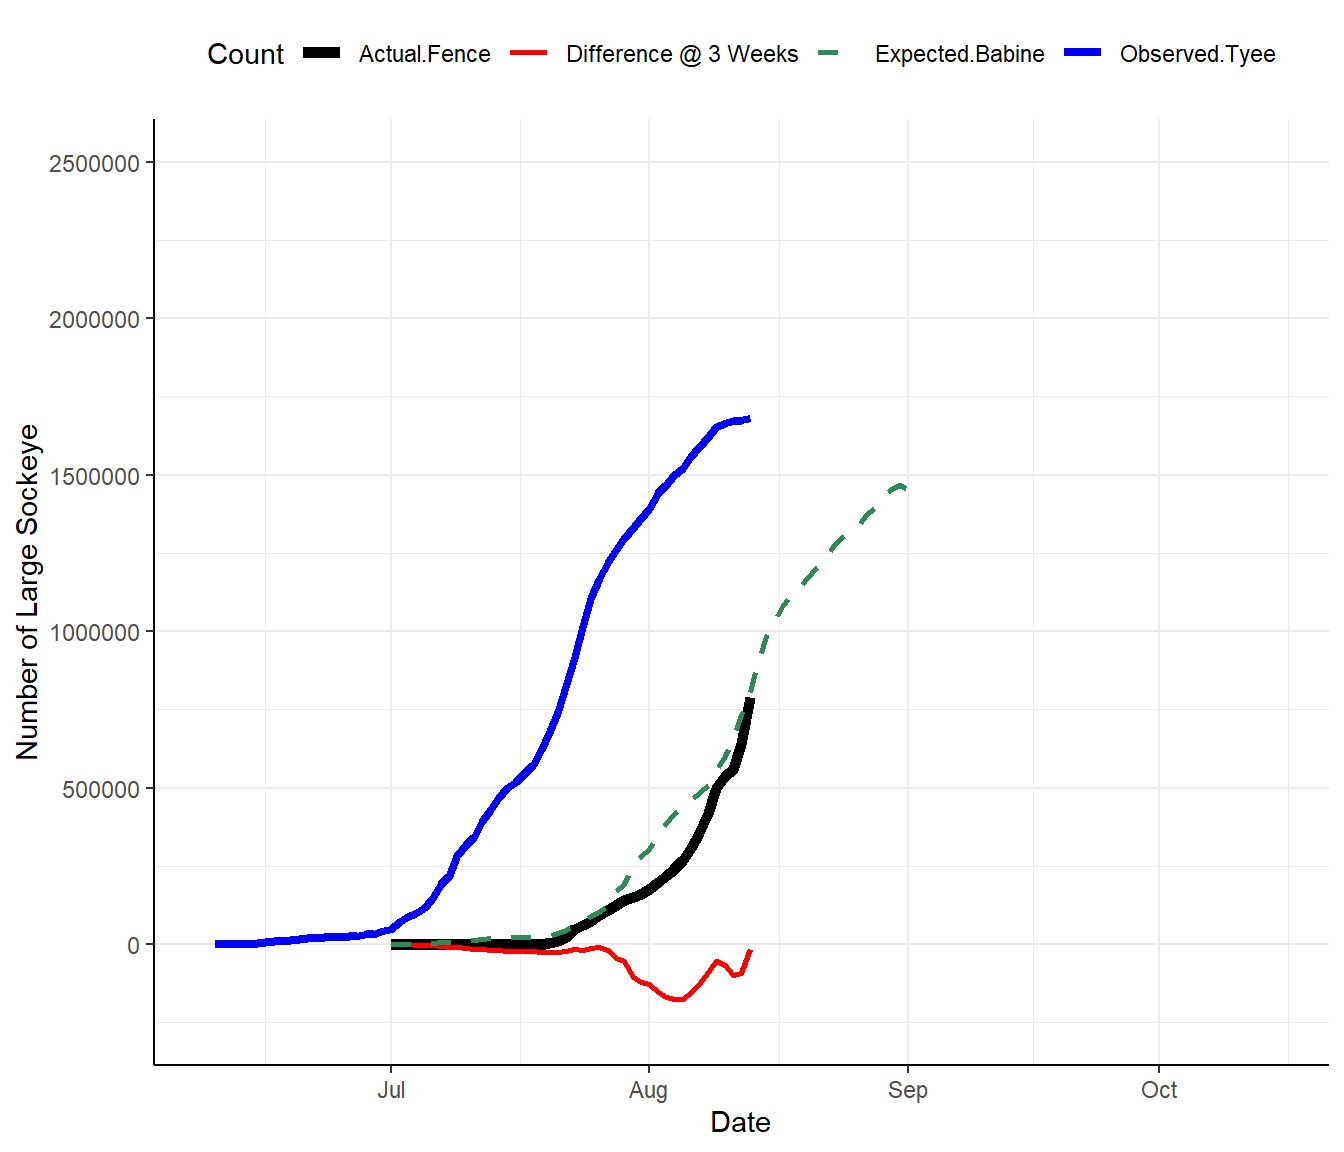 Count Actual.Fence Difference @ 3 Weeks Expected.Babine Observed.Tyee
2500000
2000000
1500000
1000000
500000
0
Number of Large Sockeye
Jul Aug Sep Oct
Date